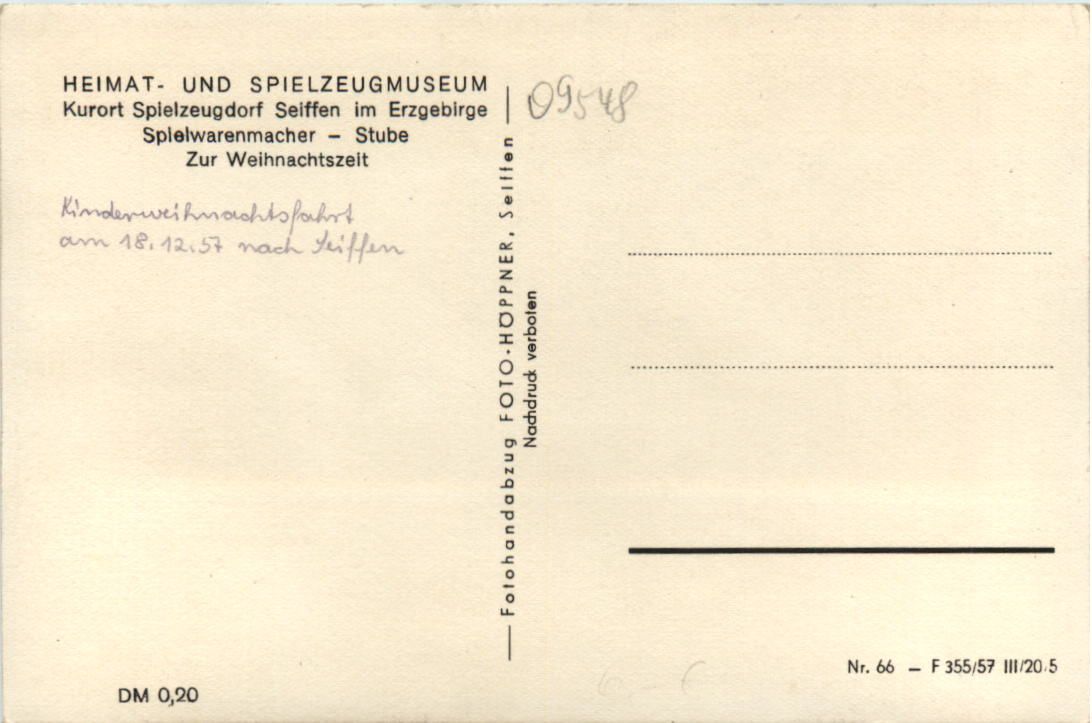 HEIMAT- UND SPIELZEUGMUSEUM
Kurort Spielzeugdorf Seiffen im Erzgebirge
Spielwarenmacher – Stube
Zur Weihnachtszeit
Kinderweihnachtsfahrt
am 18.12.57 nach Seiffen
DM 0,20
Fotohandabzug FOTO-HÖPPNER, Seiffen
Nachdruck verboten
09548
Nr. 66 – F 355/57 III/20.5